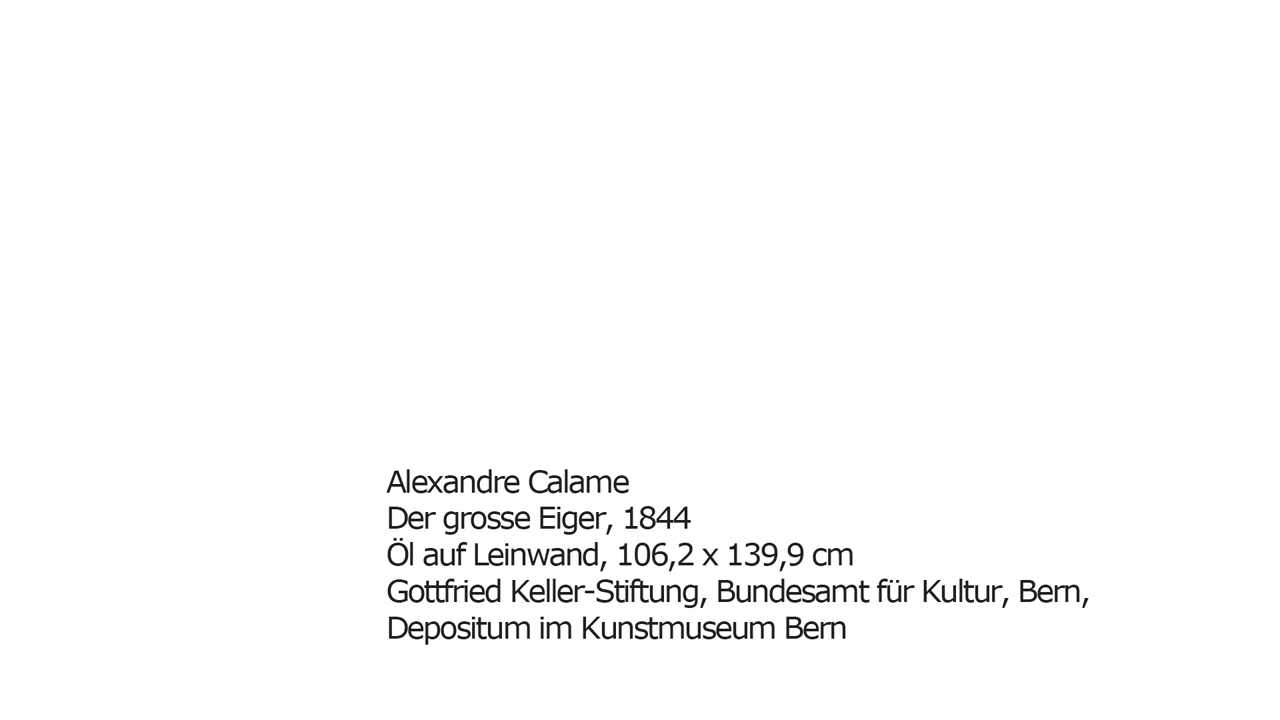 Alexandre Calame
Der grosse Eiger, 1844
Öl auf Leinwand, 106,2 x 139,9 cm
Gottfried Keller-Stiftung, Bundesamt für Kultur, Bern,
Depositum im Kunstmuseum Bern